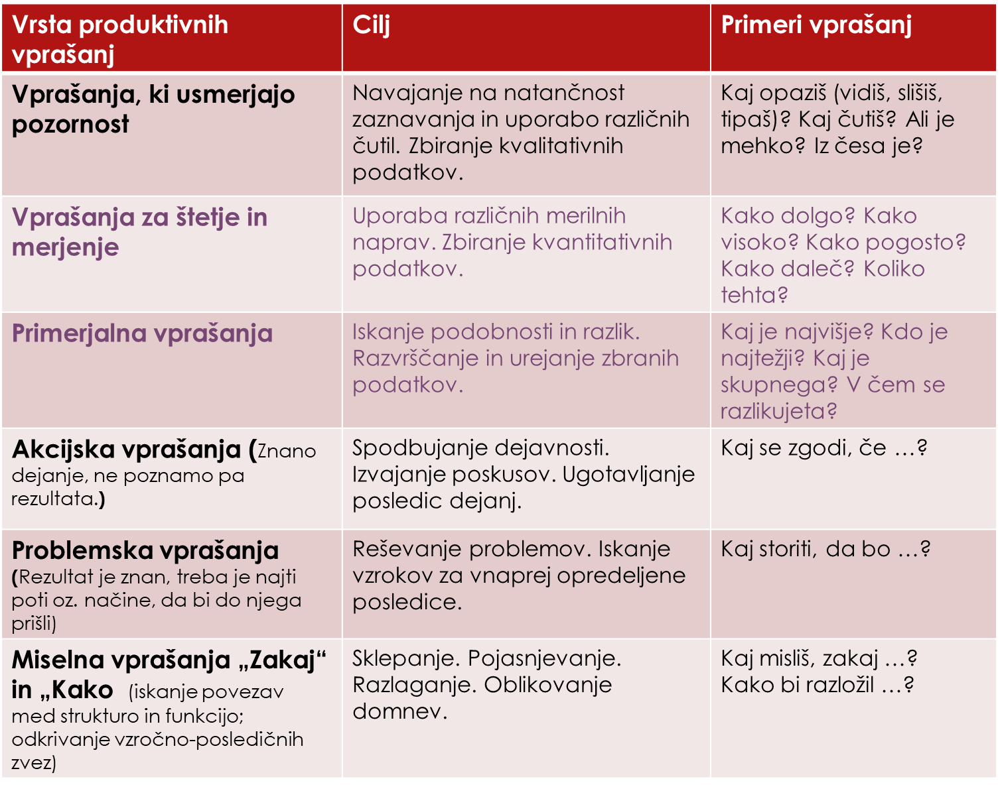 Vrsta produktivnih
vprašanj
Cilj
Primeri vprašanj
Vprašanja, ki usmerjajo
pozornost
Navajanje na natančnost
zaznavanja in uporabo različnih
čutil. Zbiranje kvalitativnih
podatkov.
Kaj opaziš (vidiš, slišiš,
tipaš)? Kaj čutiš? Ali je
mehko? Iz česa je?
Vprašanja za štetje in
merjenje
Uporaba različnih merilnih
naprav. Zbiranje kvantitativnih
podatkov.
Kako dolgo? Kako
visoko? Kako pogosto?
Kako daleč? Koliko
tehta?
Primerjalna vprašanja
Iskanje podobnosti in razlik.
Razvrščanje in urejanje zbranih
podatkov.
Kaj je najvišje? Kdo je
najtežji? Kaj je
skupnega? V čem se
razlikujeta?
Akcijska vprašanja (Znano
dejanje, ne poznamo pa
rezultata.)
Spodbujanje dejavnosti.
Izvajanje poskusov. Ugotavljanje
posledic dejanj.
Kaj se zgodi, če …?
Problemska vprašanja
(Rezultat je znan, treba je najti
poti oz. načine, da bi do njega
prišli)
Reševanje problemov. Iskanje
vzrokov za vnaprej opredeljene
posledice.
Kaj storiti, da bo …?
Miselna vprašanja „Zakaj“
in „Kako (iskanje povezav
med strukturo in funkcijo;
odkrivanje vzročno-posledičnih
zvez)
Sklepanje. Pojasnjevanje.
Razlaganje. Oblikovanje
domnev.
Kaj misliš, zakaj …?
Kako bi razložil …?